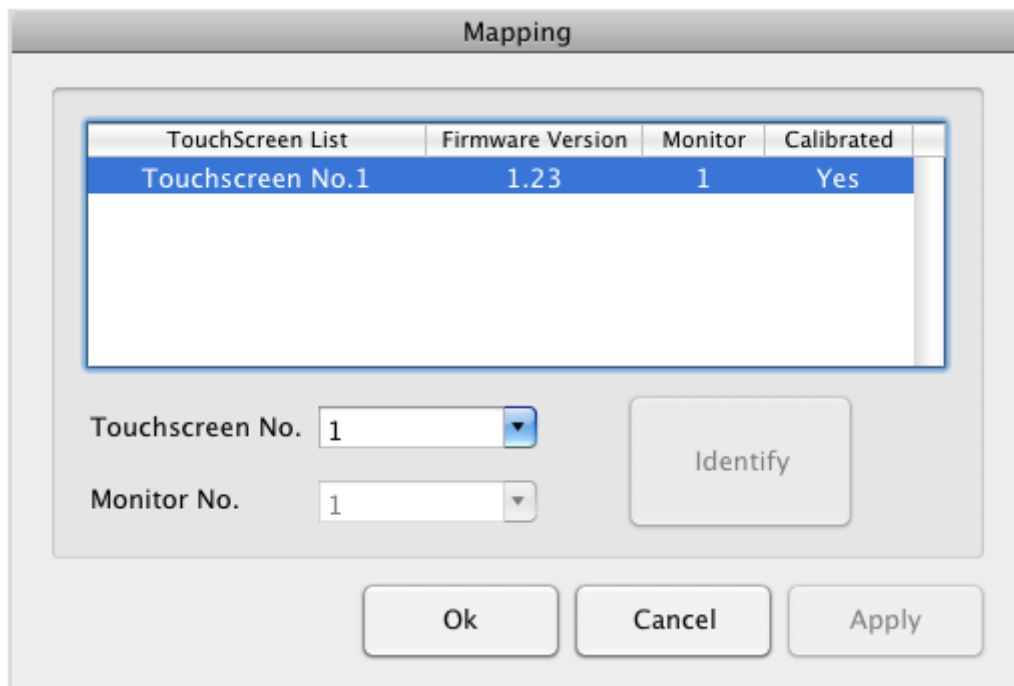 Mapping
TouchScreen List Firmware Version Monitor Calibrated
Touchscreen No.1 1.23 1 Yes
Touchscreen No. 1
Identify
Monitor No. 1
Ok Cancel Apply